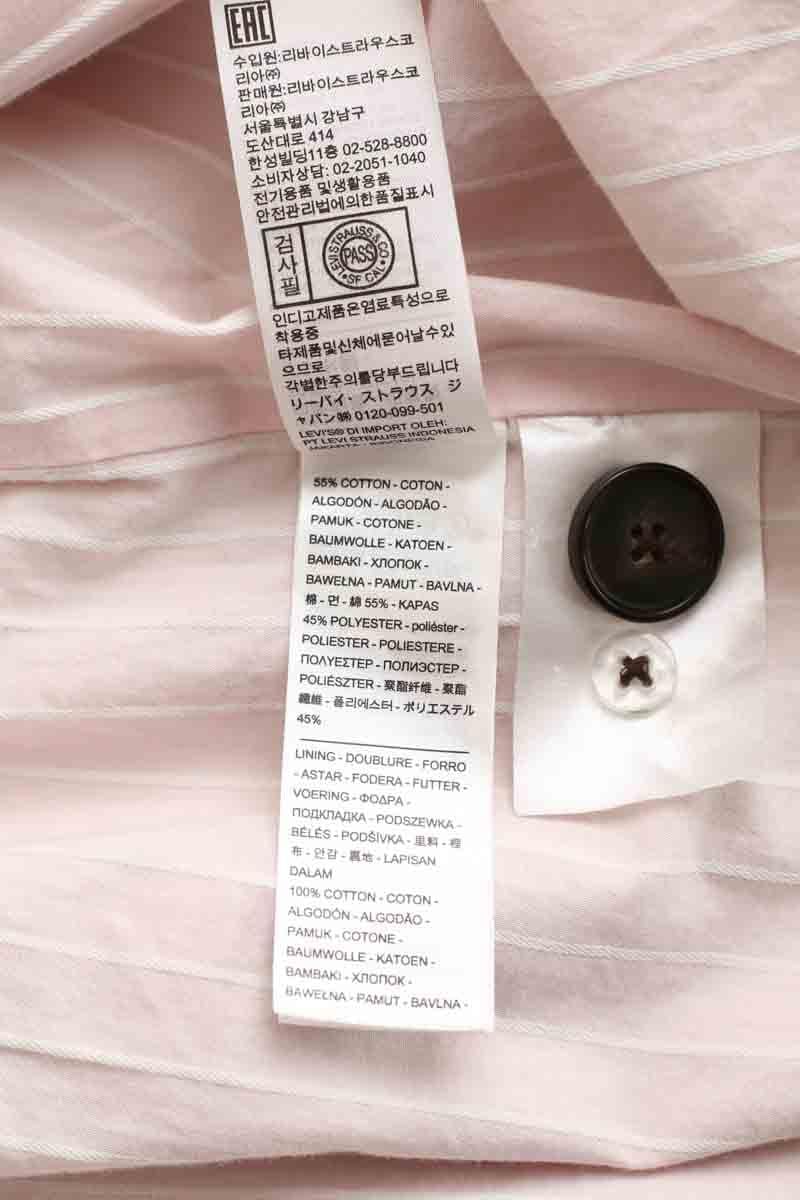 EAC
수입원:리바이스트라우스코
리아㈜
판매원:리바이스트라우스코
리아㈜
서울특별시 강남구
도산대로 414
한성빌딩11층 02-528-8800
소비자상담: 02-2051-1040
전기용품 및생활용품
안전관리법에의한품질표시
검사필
LEVI STRAUSS & CO
PASS
SF CAL
인디고제품은염료특성으로
착용중
타제품및신체에묻어날수있
으므로
각별한주의를당부드립니다
リーバイ・ストラウス ジ
ャパン㈱ 0120-099-501
LEVI'S® DI IMPORT OLEH:
PT LEVI STRAUSS INDONESIA
JAKARTA - INDONESIA
55% COTTON - COTON -
ALGODÓN - ALGODÃO -
PAMUK - COTONE -
BAUMWOLLE - KATOEN -
BAMBAKI - ХЛОПОК -
BAWEŁNA - PAMUT - BAVLNA -
棉 - 면 - 綿 55% - KAPAS
45% POLYESTER - poliéster -
POLIESTER - POLIESTERE -
ΠΟΛΥΕΣΤΕΡ - ПОЛИЭСТЕР -
POLIÉSZTER - 聚酯纤维 - 聚酯
纖維 - 폴리에스터 - ポリエステル
45%
LINING - DOUBLURE - FORRO
- ASTAR - FODERA - FUTTER -
VOERING - ΦΟΔΡΑ -
ПОДКЛАДКА - PODSZEWKA -
BÉLÉS - PODŠÍVKA - 里料 - 裡
布 - 안감 - 裏地 - LAPISAN
DALAM
100% COTTON - COTON -
ALGODÓN - ALGODÃO -
PAMUK - COTONE -
BAUMWOLLE - KATOEN -
BAMBAKI - ХЛОПОК -
BAWEŁNA - PAMUT - BAVLNA -